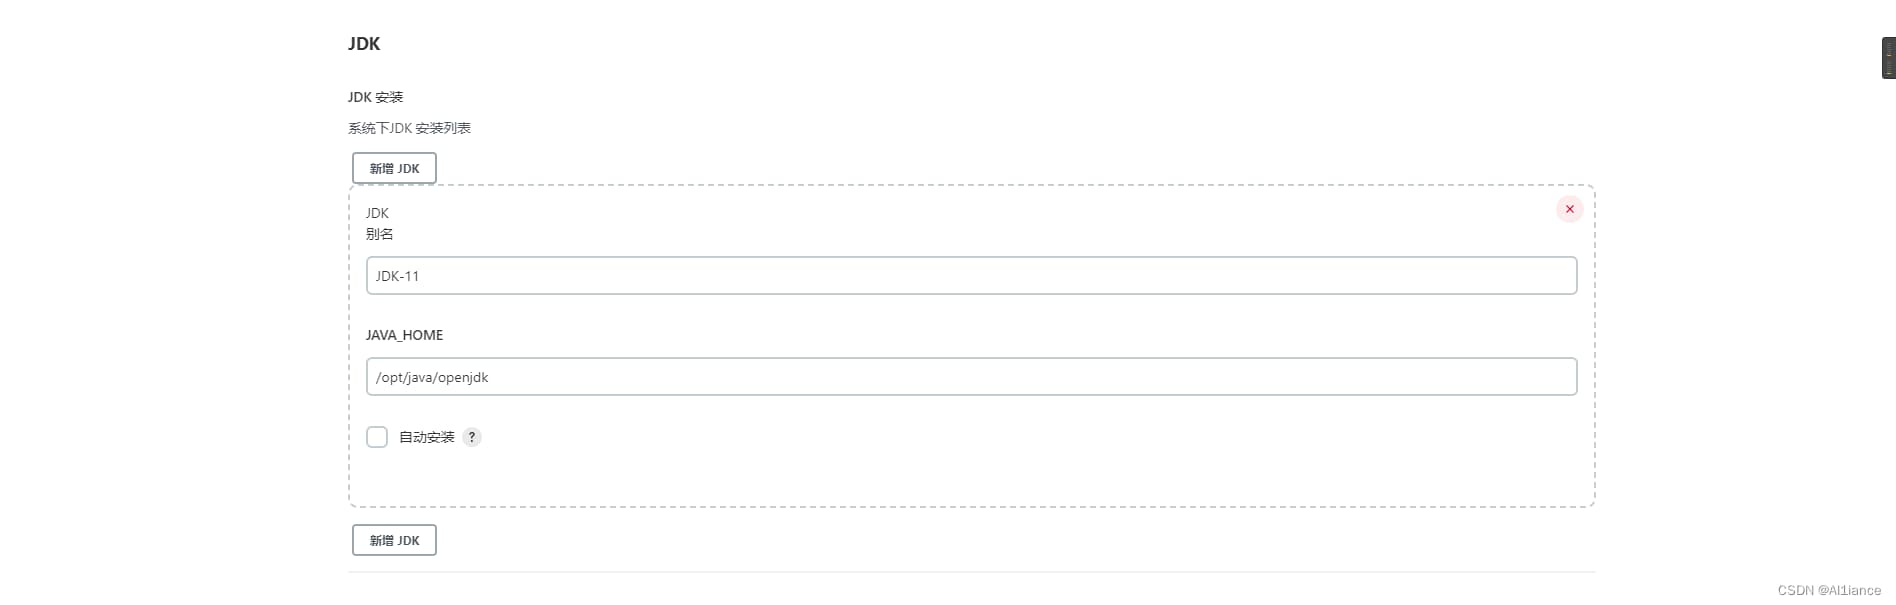 JDK
JDK 安装
系统下JDK 安装列表
新增 JDK
JDK
别名
JDK-11
JAVA_HOME
/opt/java/openjdk
自动安装 ?
新增 JDK
CSDN @Al1iance